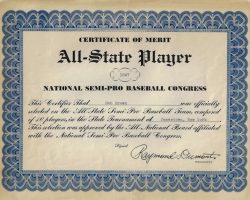 CERTIFICATE OF MERIT
All-State Player
1947
NATIONAL SEMI-PRO BASEBALL CONGRESS
This Certifies That was officially
selected on the All-State Semi-Pro Baseball Team, composed
of players, in the State Tournament at
This selection was approved by the All-National Board affiliated
with the National Semi-Pro Baseball Congress.
Signed
Raymond Dumont